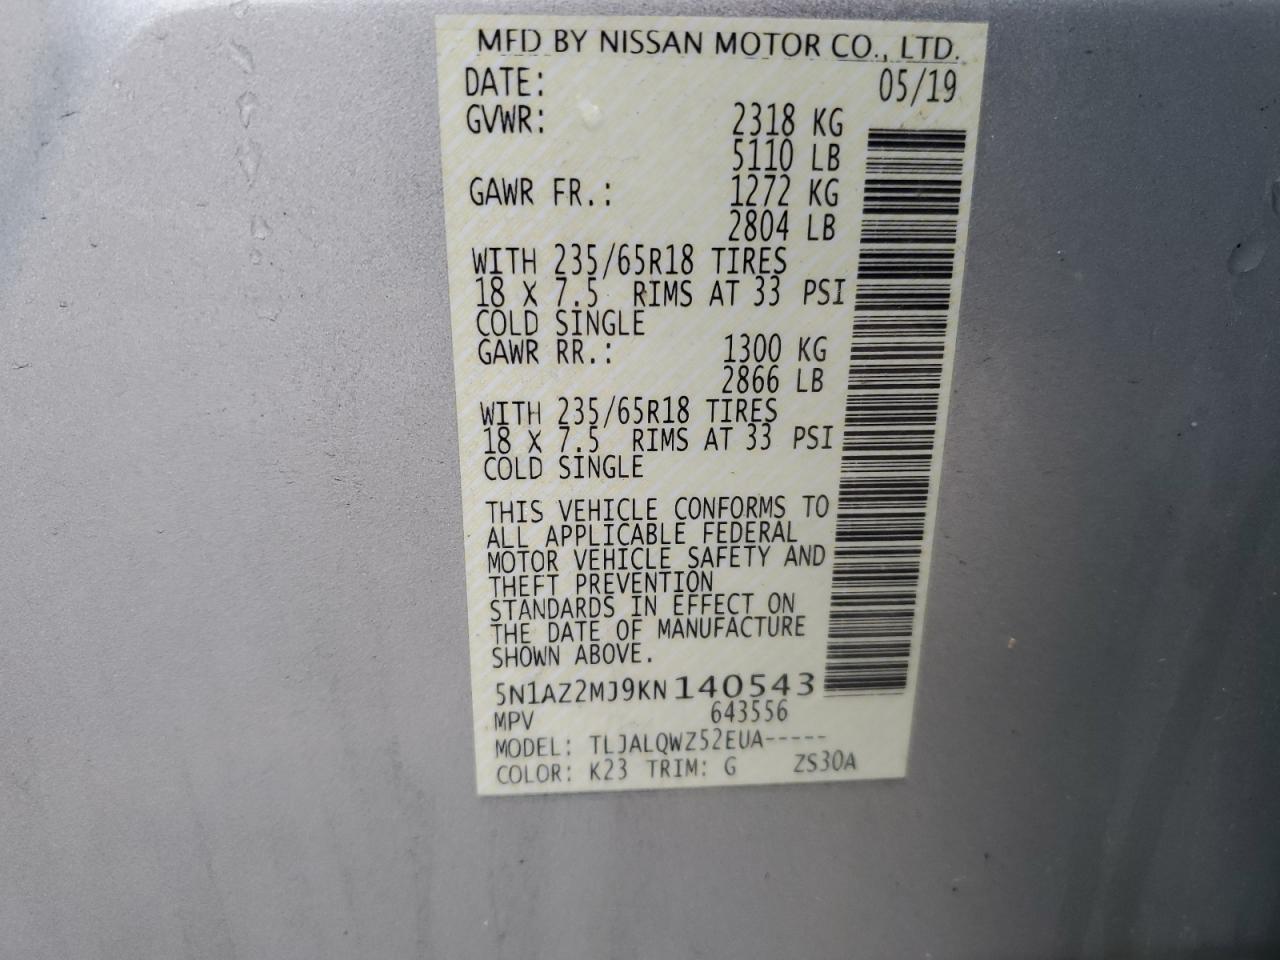 MFD BY NISSAN MOTOR CO., LTD.
DATE: 05/19
GVWR: 2318 KG
5110 LB
GAWR FR.: 1272 KG
2804 LB
WITH 235/65R18 TIRES
18 X 7.5 RIMS AT 33 PSI
COLD SINGLE
GAWR RR.: 1300 KG
2866 LB
WITH 235/65R18 TIRES
18 X 7.5 RIMS AT 33 PSI
COLD SINGLE
THIS VEHICLE CONFORMS TO
ALL APPLICABLE FEDERAL
MOTOR VEHICLE SAFETY AND
THEFT PREVENTION
STANDARDS IN EFFECT ON
THE DATE OF MANUFACTURE
SHOWN ABOVE.
5N1AZ2MJ9KN140543
MPV 643556
MODEL: TLJALQWZ52EUA-----
COLOR: K23 TRIM: G ZS30A